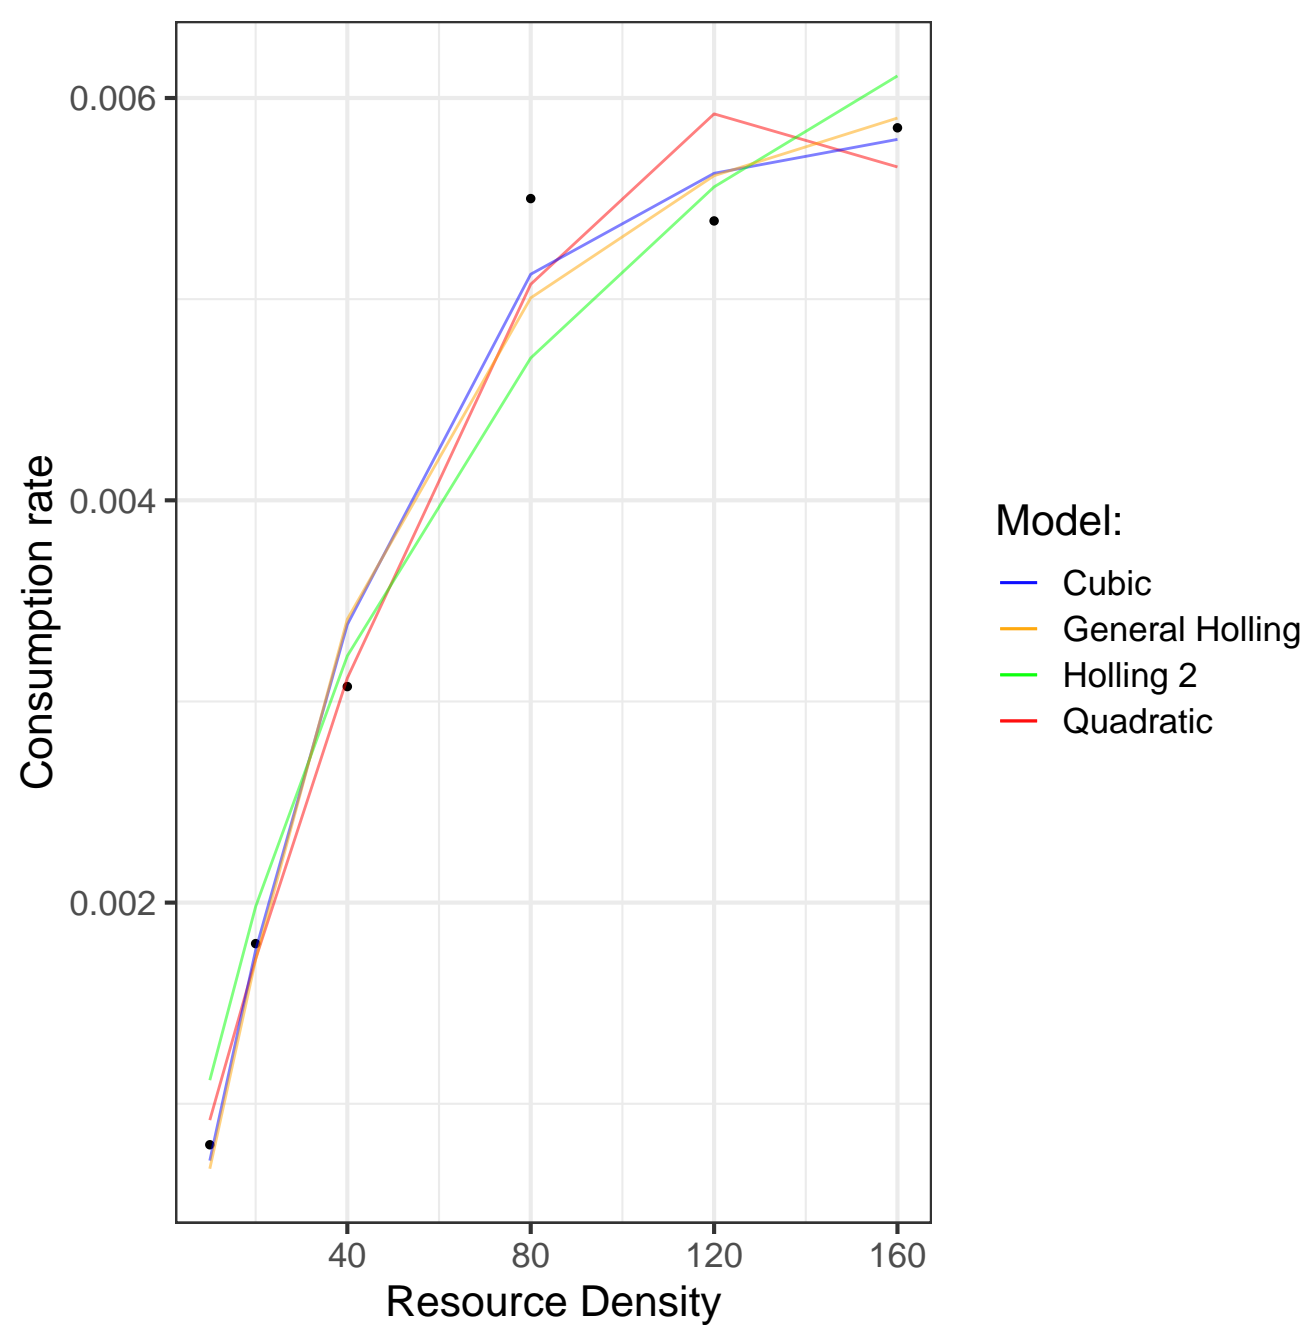 0.006
0.004
0.002
Consumption rate
40 80 120 160
Resource Density
Model:
Cubic
General Holling
Holling 2
Quadratic